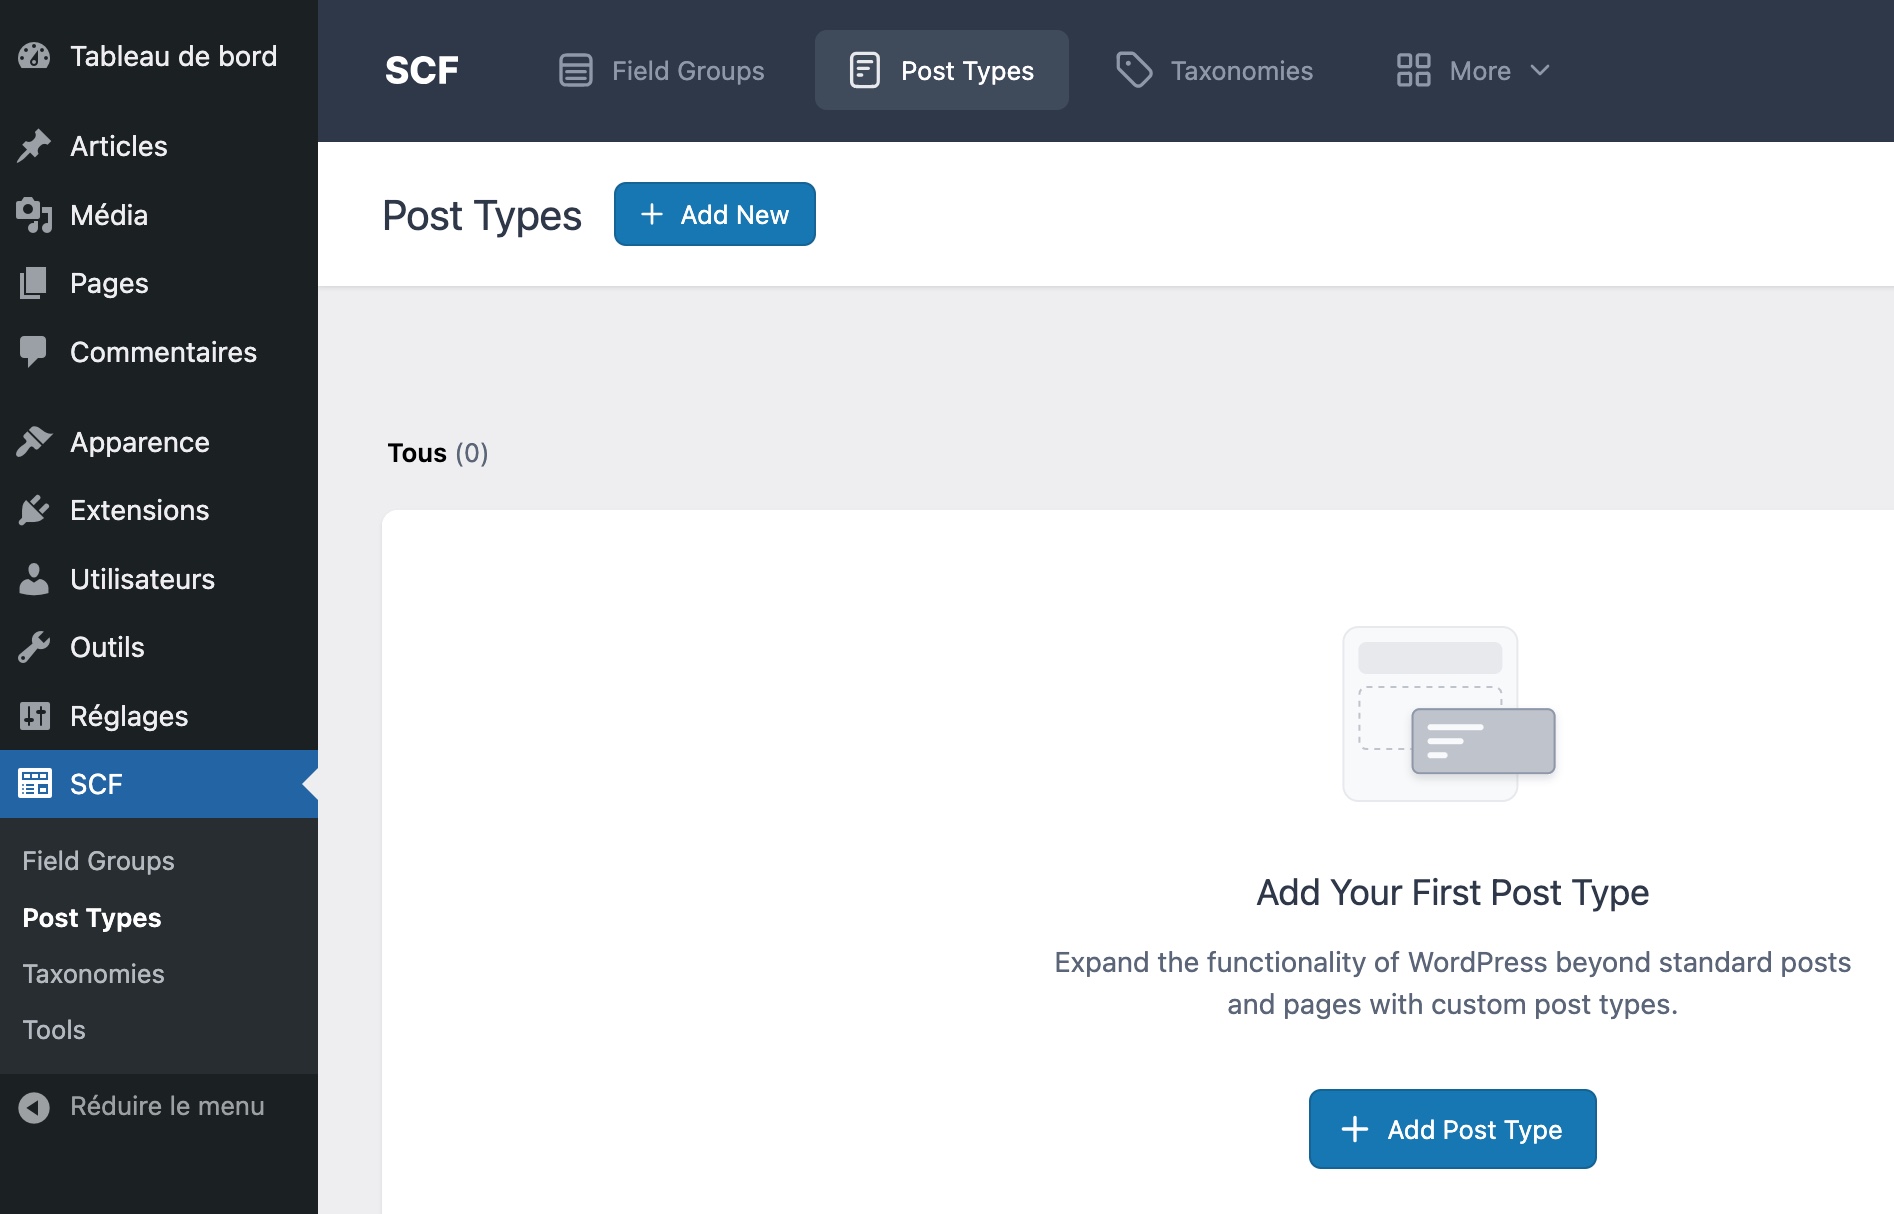 Tableau de bord
Articles
Média
Pages
Commentaires
Apparence
Extensions
Utilisateurs
Outils
Réglages
SCF
Field Groups
Post Types
Taxonomies
Tools
Réduire le menu
SCF
Field Groups
Post Types
Taxonomies
More
Post Types
Add New
Tous (0)
Add Your First Post Type
Expand the functionality of WordPress beyond standard posts
and pages with custom post types.
Add Post Type